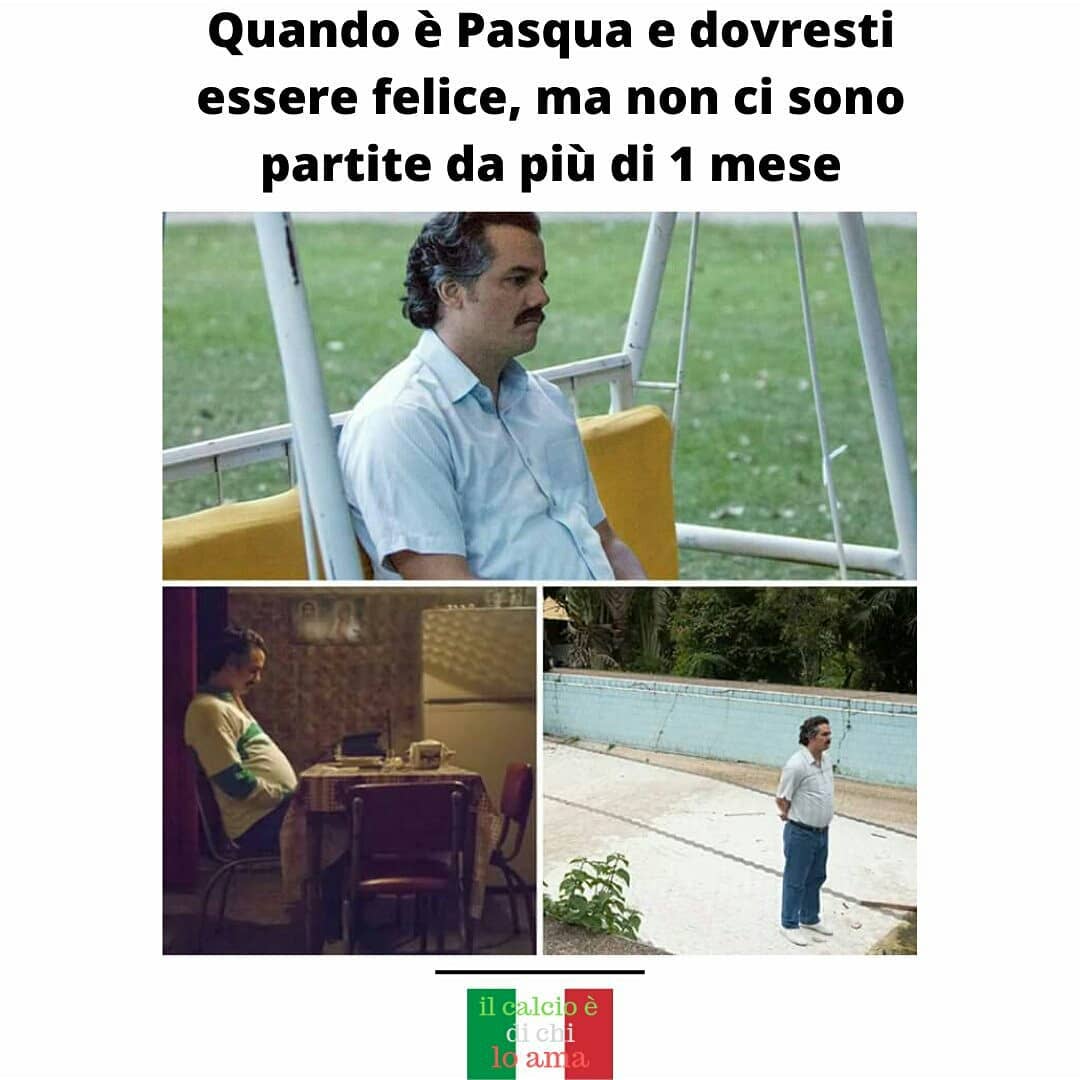 Quando è Pasqua e dovresti
essere felice, ma non ci sono
partite da più di 1 mese
il calcio è
di chi
lo ama